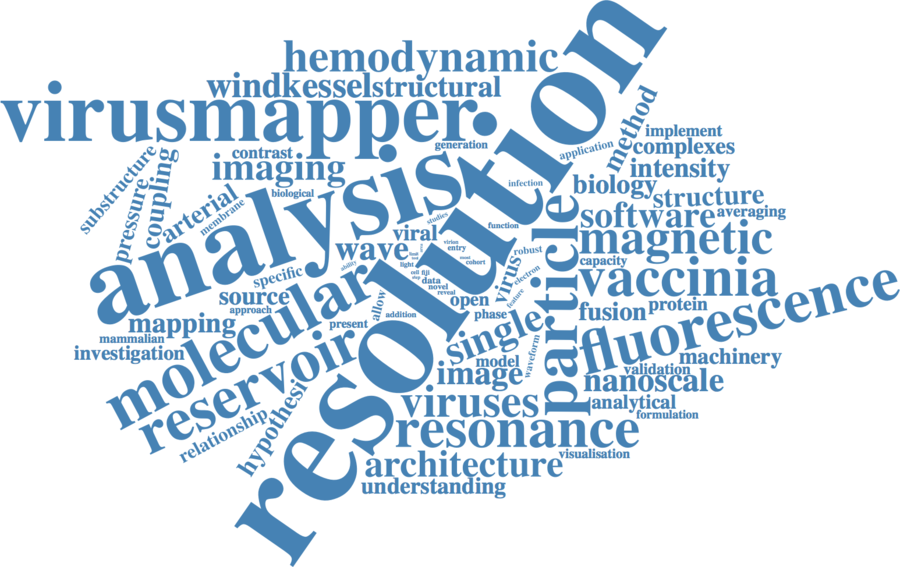 resolution
hemodynamic
windkessel
structural
virusmapper
generation
method
implement
complexes
application
contrast
imaging
biological
substructure
pressure
coupling
arterial
membrane
analysis
infection
intensity
biology
structure
software
averaging
magnetic
capacity
studies
function
viral
wave
virion
entry
robust
electron
feature
virus
particle
vaccinia
specific
ability
light
cell
fiji
data
novel
reveal
cohort
open
phase
source
approach
molecular
allow
addition
present
mapping
mammalian
investigation
reservoir
relationship
hypothesi
single
model
image
waveform
fusion
protein
fluorescence
machinery
validation
nanoscale
analytical
formulation
viruses
resonance
visualisation
architecture
understanding